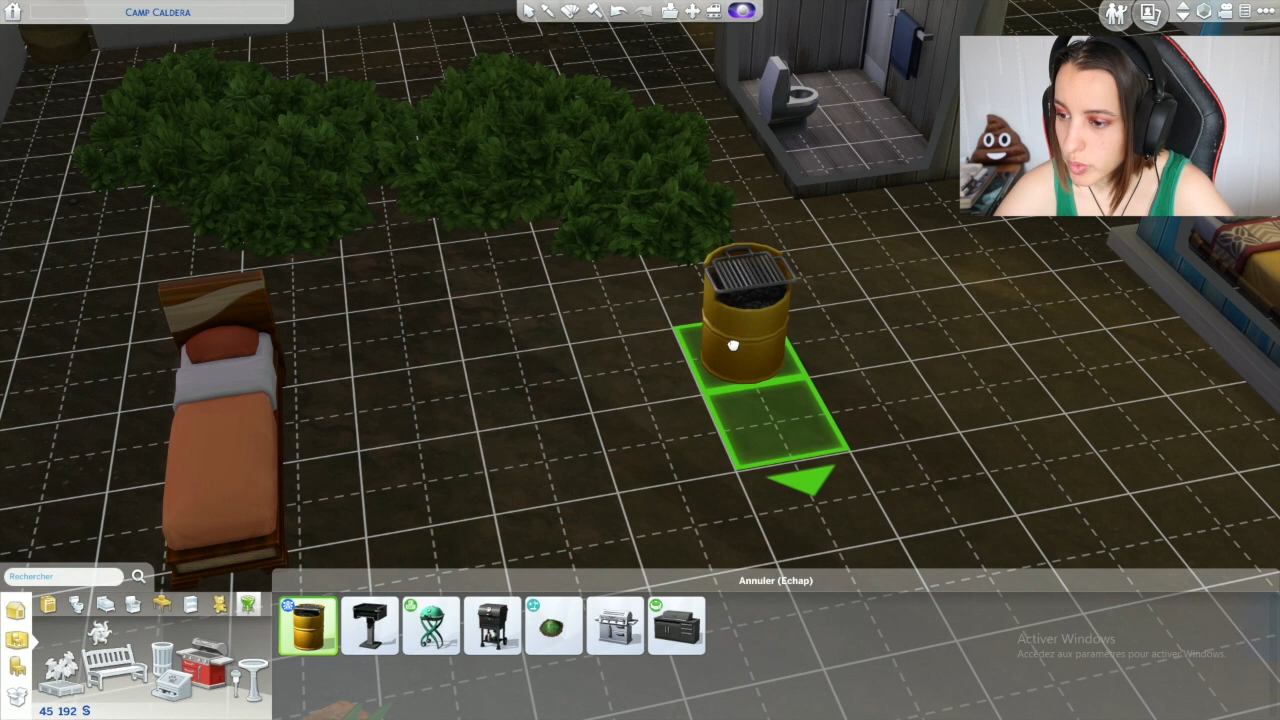 CAMP CALDERA
Annuler (Echap)
Rechercher
Activer Windows
Accédez aux paramètres pour activer Windows.
45 192 $